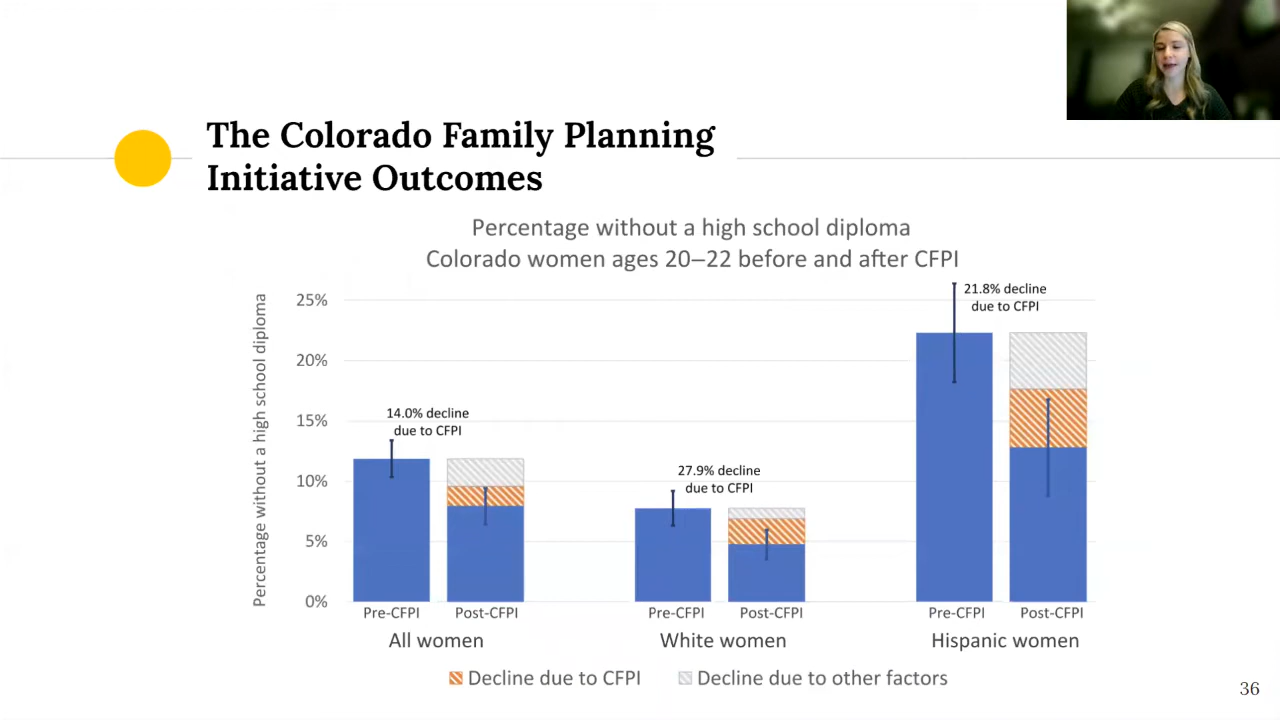 The Colorado Family Planning
Initiative Outcomes
Percentage without a high school diploma
Colorado women ages 20–22 before and after CFPI
Percentage without a high school diploma
25%
20%
15%
10%
5%
0%
14.0% decline
due to CFPI
27.9% decline
due to CFPI
21.8% decline
due to CFPI
Pre-CFPI Post-CFPI Pre-CFPI Post-CFPI Pre-CFPI Post-CFPI
All women White women Hispanic women
Decline due to CFPI Decline due to other factors
36